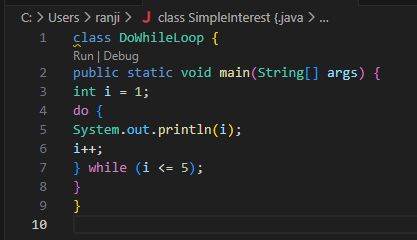 C: > Users > ranji > J class SimpleInterest {.java > ...
1 class DoWhileLoop {
Run | Debug
2 public static void main(String[] args) {
3 int i = 1;
4 do {
5 System.out.println(i);
6 i++;
7 } while (i <= 5);
8 }
9 }
10